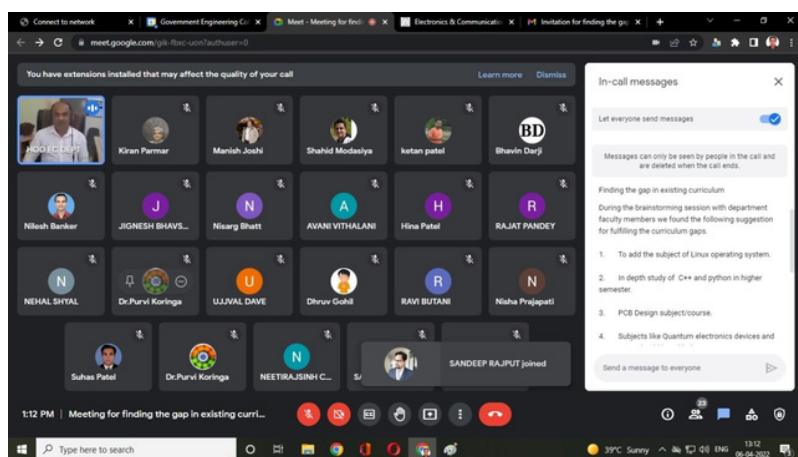 Connect to network
Government Engineering Col
Meet - Meeting for findi
Electronics & Communicatio
Invitation for finding the gap
meet.google.com/gik-fbxc-uon?authuser=0
You have extensions installed that may affect the quality of your call
Learn more
Dismiss
HOD EC DEPT
Kiran Parmar
Manish Joshi
Shahid Modasiya
ketan patel
BD
Bhavin Darji
Nilesh Banker
J
JIGNESH BHAVS...
N
Nisarg Bhatt
A
AVANI VITHALANI
H
Hina Patel
R
RAJAT PANDEY
N
NEHAL SHYAL
Dr.Purvi Koringa
U
UJJVAL DAVE
Dhruv Gohil
R
RAVI BUTANI
N
Nisha Prajapati
Suhas Patel
Dr.Purvi Koringa
N
NEETIRAJSINH C...
SANDEEP RAJPUT joined
In-call messages
Let everyone send messages
Messages can only be seen by people in the call and
are deleted when the call ends.
Finding the gap in existing curriculum
During the brainstorming session with department
faculty members we found the following suggestion
for fulfilling the curriculum gaps.
1. To add the subject of Linux operating system.
2. In depth study of C++ and python in higher
semester.
3. PCB Design subject/course.
4. Subjects like Quantum electronics devices and
Send a message to everyone
1:12 PM | Meeting for finding the gap in existing curri...
23
Type here to search
39°C Sunny
ENG
13:12
06-04-2022